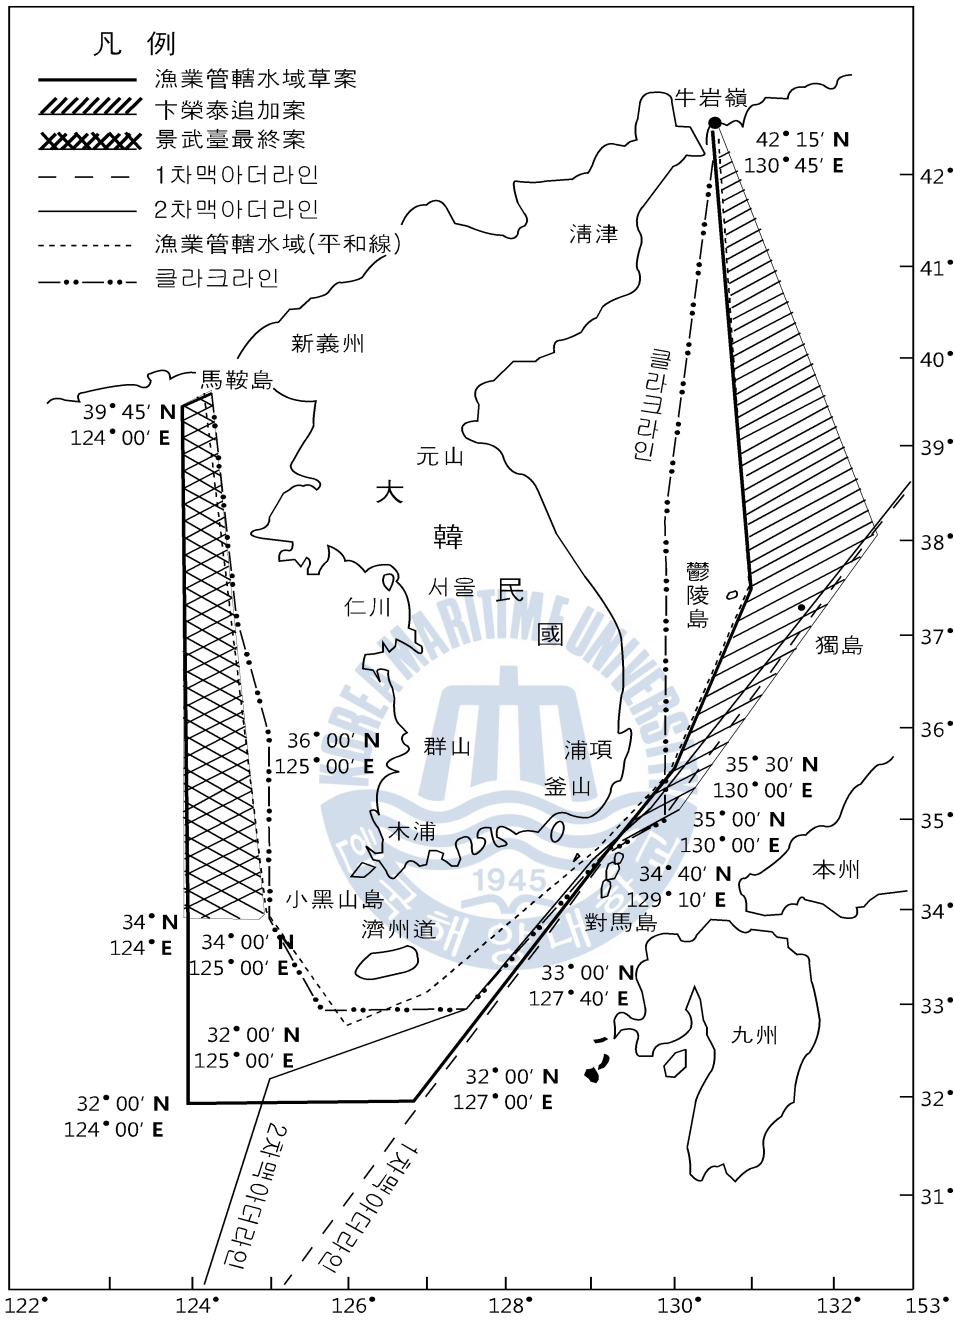 凡 例
漁業管轄水域草案
卞榮泰追加案
景武臺最終案
1차맥아더라인
2차맥아더라인
漁業管轄水域(平和線)
클라크라인
牛岩嶺
42° 15′ N
130° 45′ E
42°
清津
41°
新義州
클라크라인
40°
馬鞍島
39° 45′ N
124° 00′ E
39°
元山
大
韓
民
國
38°
서울
仁川
鬱陵島
37°
獨島
KOREA MARITIME UNIVERSITY
36°
36° 00′ N
125° 00′ E
群山
浦項
釜山
35° 30′ N
130° 00′ E
35°
35° 00′ N
130° 00′ E
木浦
1945
34° 40′ N
129° 10′ E
本州
小黑山島
34°
34° N
124° E
濟州道
對馬島
34° 00′ N
125° 00′ E
33° 00′ N
127° 40′ E
33°
32° 00′ N
125° 00′ E
九州
32° 00′ N
127° 00′ E
32°
32° 00′ N
124° 00′ E
2차맥아더라인
1차맥아더라인
31°
122° 124° 126° 128° 130° 132° 153°